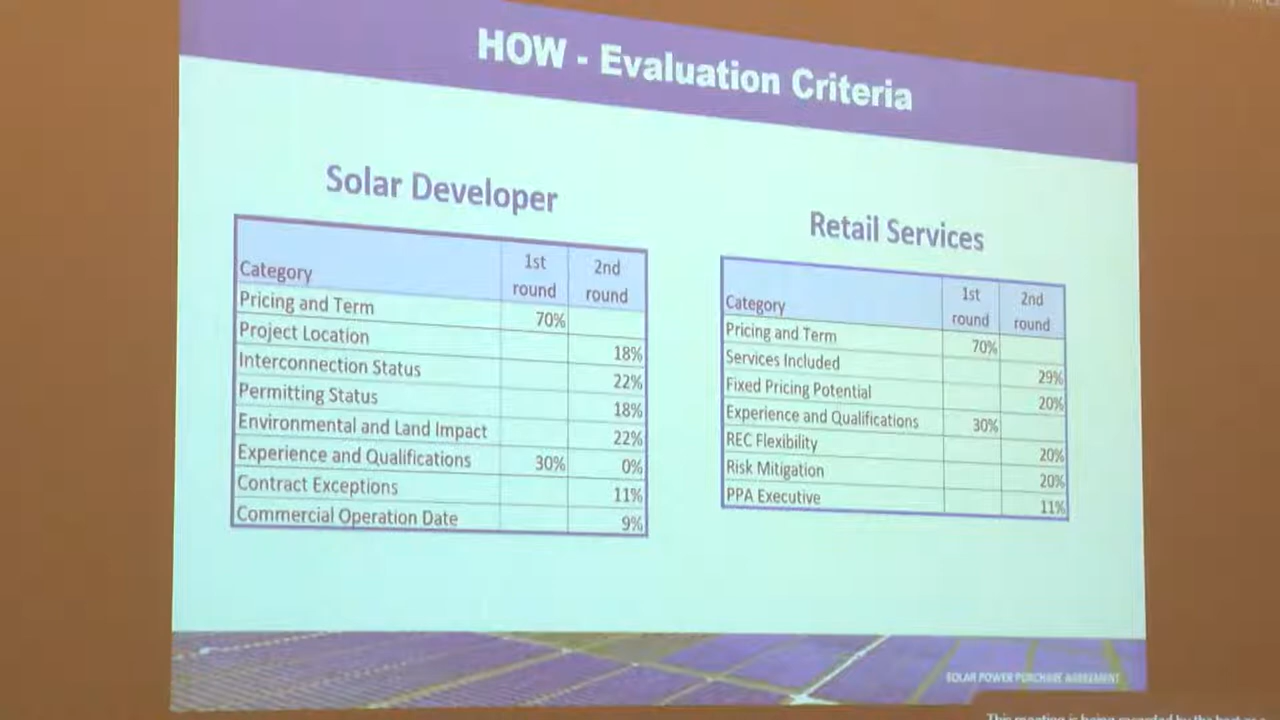 HOW - Evaluation Criteria
Solar Developer
Category 1st round 2nd round
Pricing and Term 70%
Project Location 18%
Interconnection Status 22%
Permitting Status 18%
Environmental and Land Impact 22%
Experience and Qualifications 30% 0%
Contract Exceptions 11%
Commercial Operation Date 9%
Retail Services
Category 1st round 2nd round
Pricing and Term 70%
Services Included 29%
Fixed Pricing Potential 20%
Experience and Qualifications 30%
REC Flexibility 20%
Risk Mitigation 20%
PPA Executive 11%
SOLAR POWER PURCHASE AGREEMENT
This meeting is being recorded by the host or